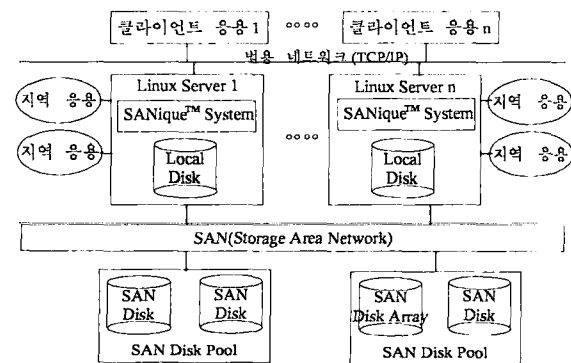 클라이언트 응용 1 ○○○○ 클라이언트 응용 n
범용 네트워크 (TCP/IP)
Linux Server 1 Linux Server n
지역 응용 SANique™ System ○○○○ SANique™ System 지역 응용
지역 응용 Local Disk Local Disk 지역 응용
SAN(Storage Area Network)
SAN Disk SAN Disk SAN Disk Array SAN Disk
SAN Disk Pool SAN Disk Pool